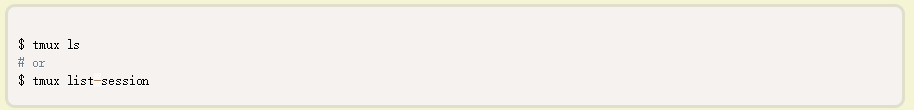 $ tmux ls
# or
$ tmux list-session